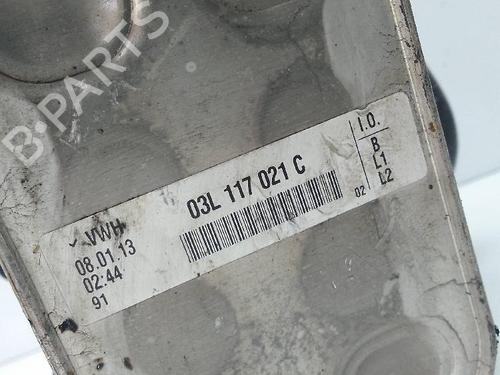 B-PARTS
03L 117 021 C
VWH
08.01.13
02:44
91
I.O.
B
L1
L2
02